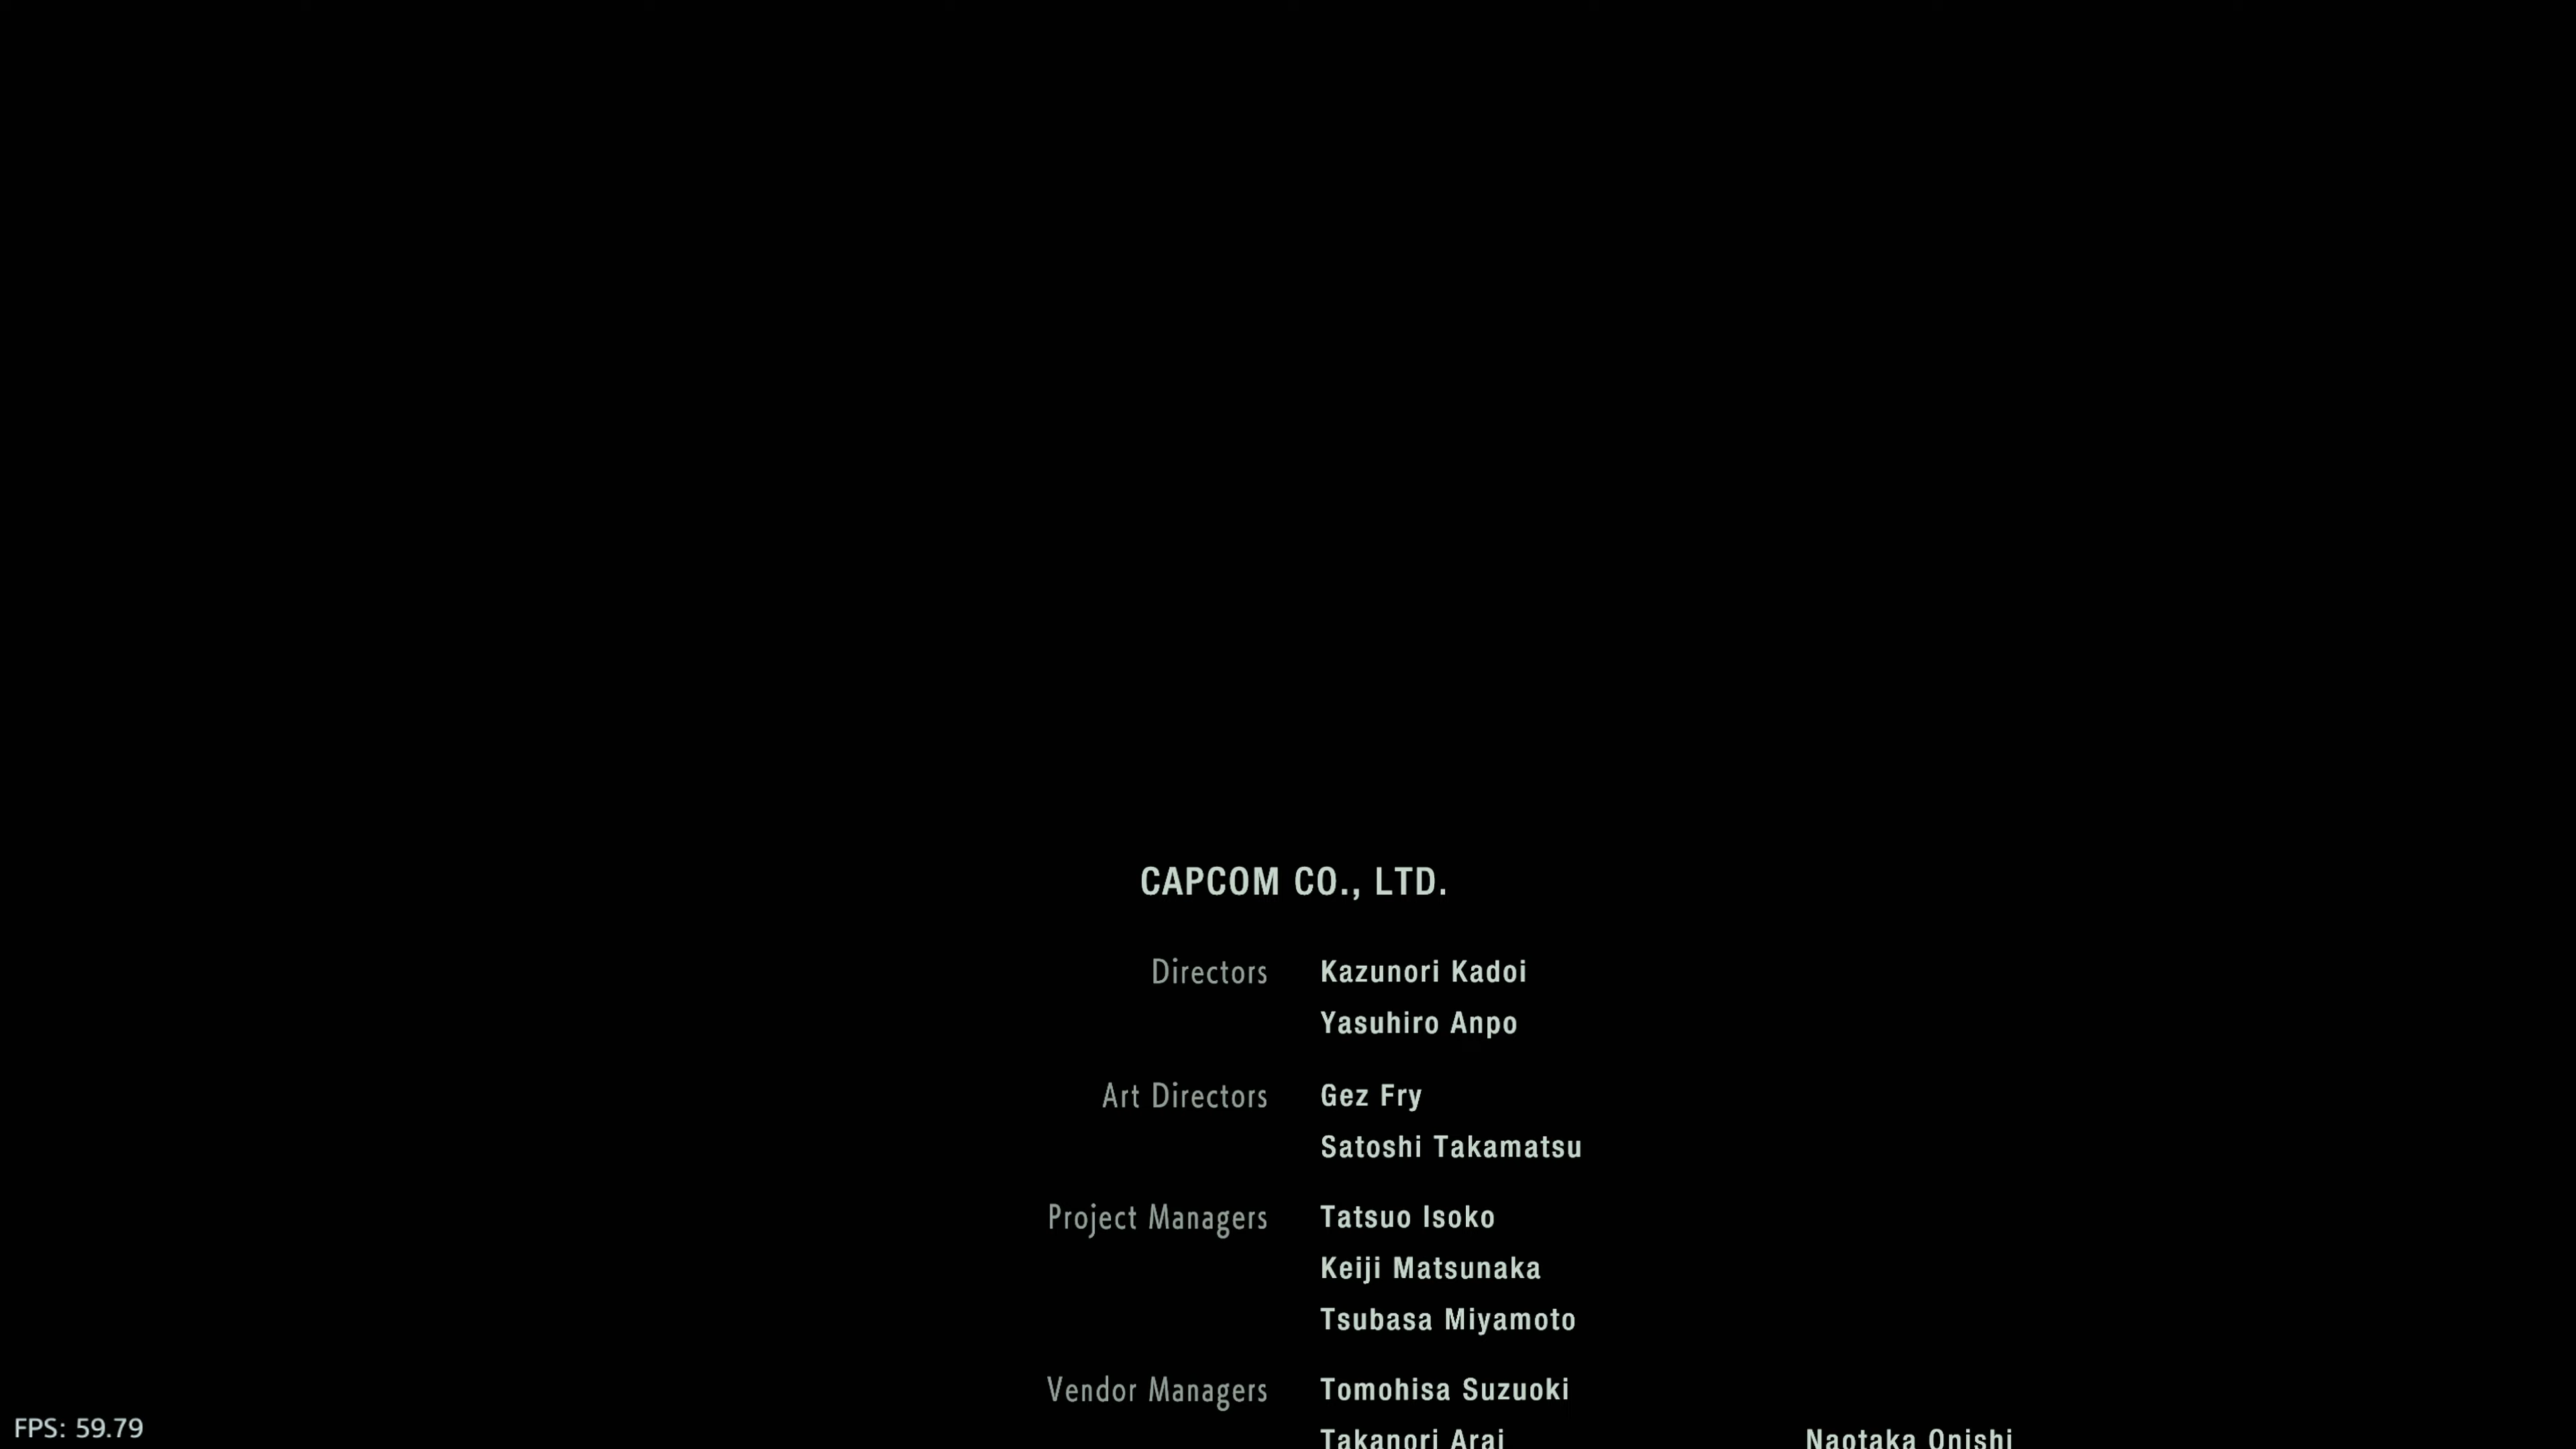 CAPCOM CO., LTD.
Directors Kazunori Kadoi
Yasuhiro Anpo
Art Directors Gez Fry
Satoshi Takamatsu
Project Managers Tatsuo Isoko
Keiji Matsunaka
Tsubasa Miyamoto
Vendor Managers Tomohisa Suzuoki
Takanori Arai Naotaka Onishi
FPS: 59.79